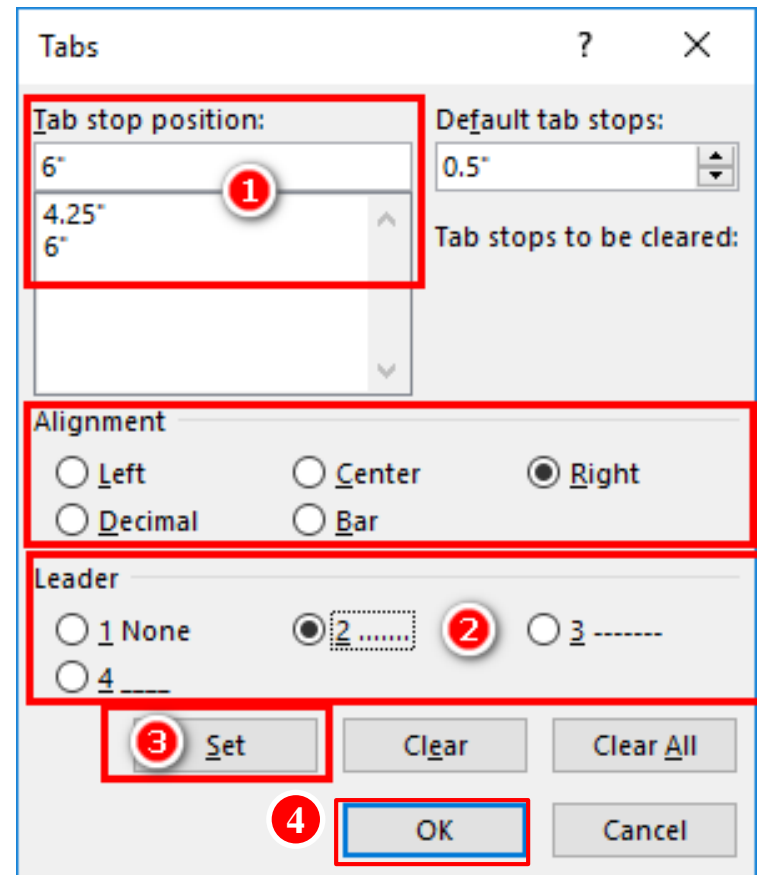 Tabs ? ×
Tab stop position:
6"
1
4.25"
6"
Default tab stops:
0.5"
Tab stops to be cleared:
Alignment
Left Center Right
Decimal Bar
Leader
1 None 2 ....... 2 3 -------
4 ____
3 Set Clear Clear All
4 OK Cancel